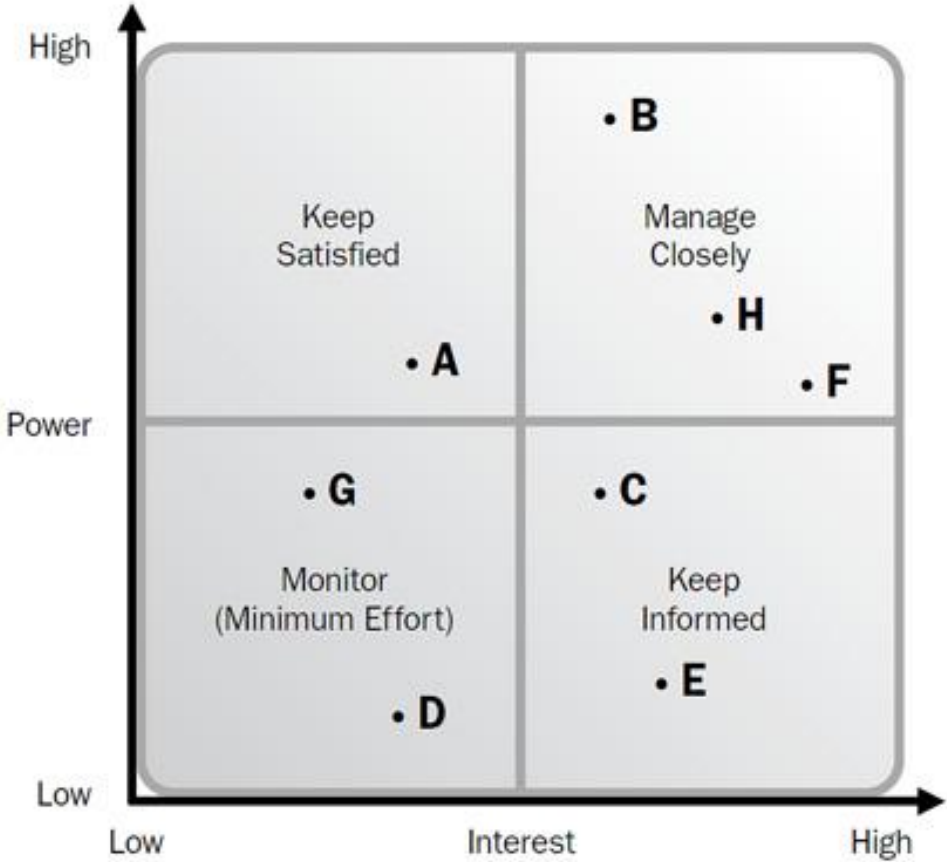 High
B
Keep
Satisfied
Manage
Closely
H
A
F
Power
G
C
Monitor
(Minimum Effort)
Keep
Informed
E
D
Low
Low
Interest
High